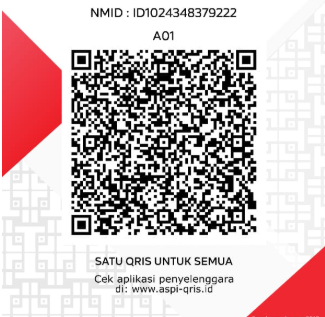 NMID : ID1024348379222
A01
SATU QRIS UNTUK SEMUA
Cek aplikasi penyelenggara
di: www.aspi-qris.id